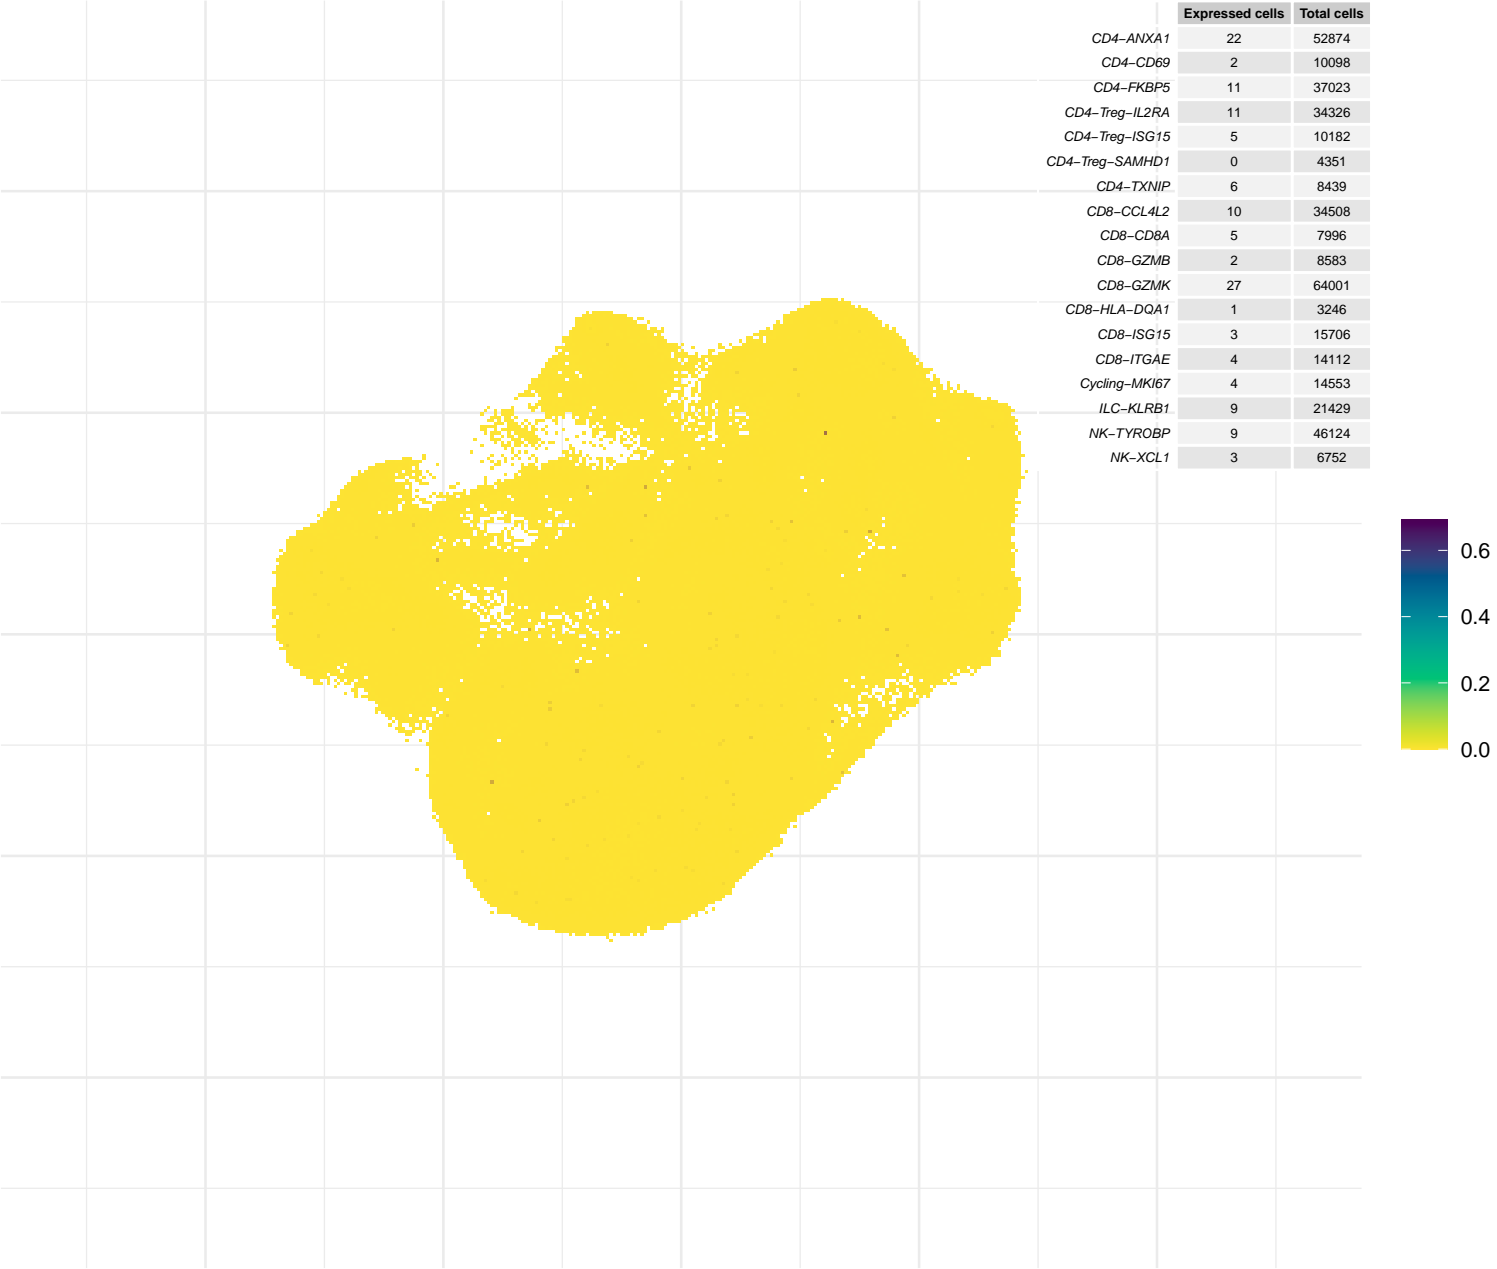 Expressed cells Total cells
CD4−ANXA1 22 52874
CD4−CD69 2 10098
CD4−FKBP5 11 37023
CD4−Treg−IL2RA 11 34326
CD4−Treg−ISG15 5 10182
CD4−Treg−SAMHD1 0 4351
CD4−TXNIP 6 8439
CD8−CCL4L2 10 34508
CD8−CD8A 5 7996
CD8−GZMB 2 8583
CD8−GZMK 27 64001
CD8−HLA−DQA1 1 3246
CD8−ISG15 3 15706
CD8−ITGAE 4 14112
Cycling−MKI67 4 14553
ILC−KLRB1 9 21429
NK−TYROBP 9 46124
NK−XCL1 3 6752
0.6
0.4
0.2
0.0